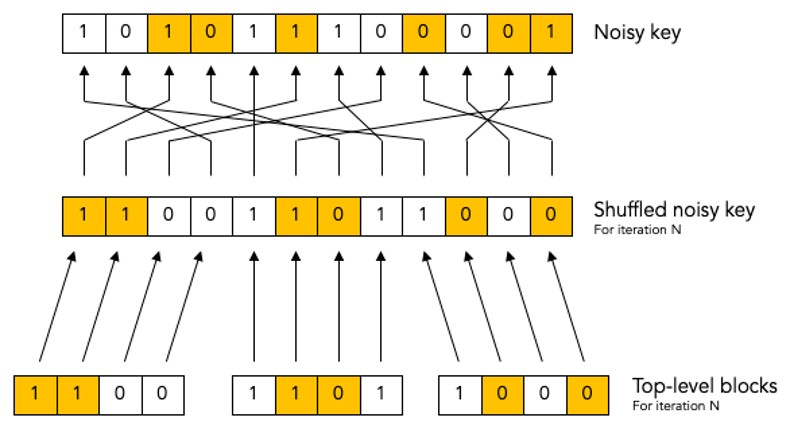 1 0 1 0 1 1 1 0 0 0 0 1 Noisy key
1 1 0 0 1 1 0 1 1 0 0 0 Shuffled noisy key
For iteration N
1 1 0 0 1 1 0 1 1 0 0 0 Top-level blocks
For iteration N